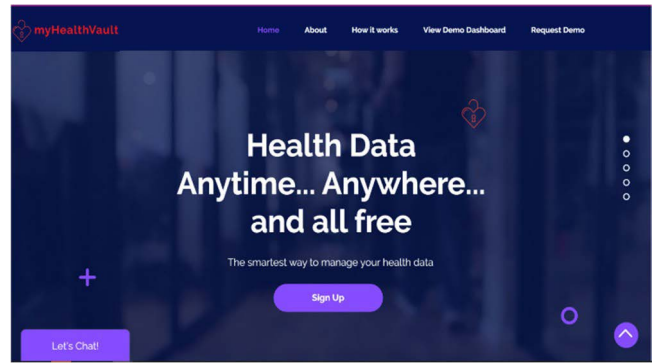 myHealthVault
Home About How it works View Demo Dashboard Request Demo
Health Data
Anytime... Anywhere...
and all free
The smartest way to manage your health data
Sign Up
Let's Chat!